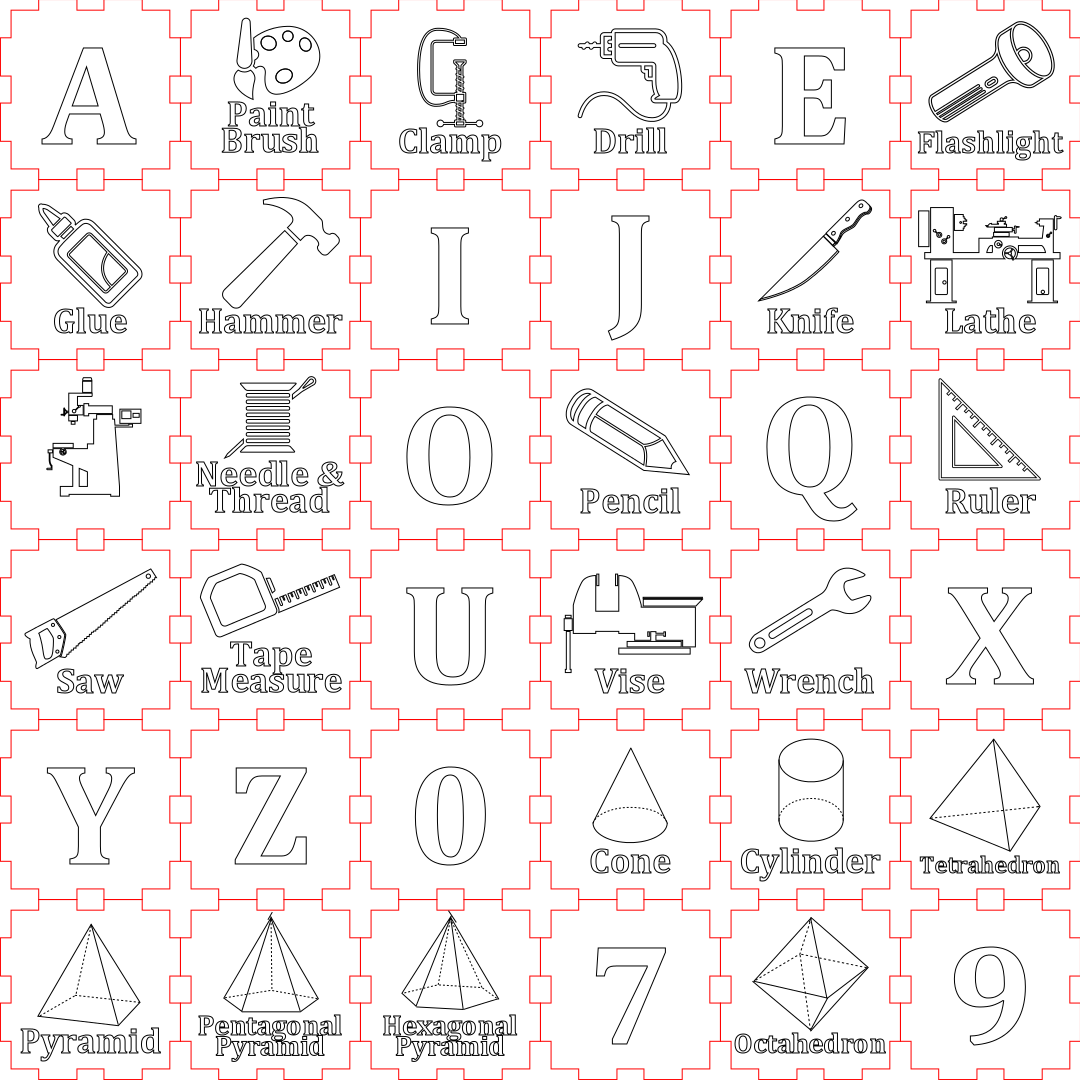 A
Paint
Brush
Clamp
Drill
E
Flashlight
Glue
Hammer
I
J
Knife
Lathe
Needle &
Thread
O
Pencil
Q
Ruler
Saw
Tape
Measure
U
Vise
Wrench
X
Y
Z
0
Cone
Cylinder
Tetrahedron
Pyramid
Pentagonal
Pyramid
Hexagonal
Pyramid
7
Octahedron
9